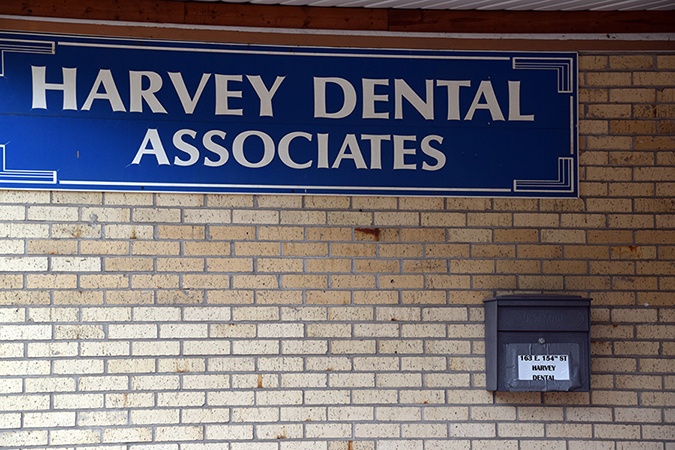 HARVEY DENTAL
ASSOCIATES
163 E. 154TH ST
HARVEY
DENTAL